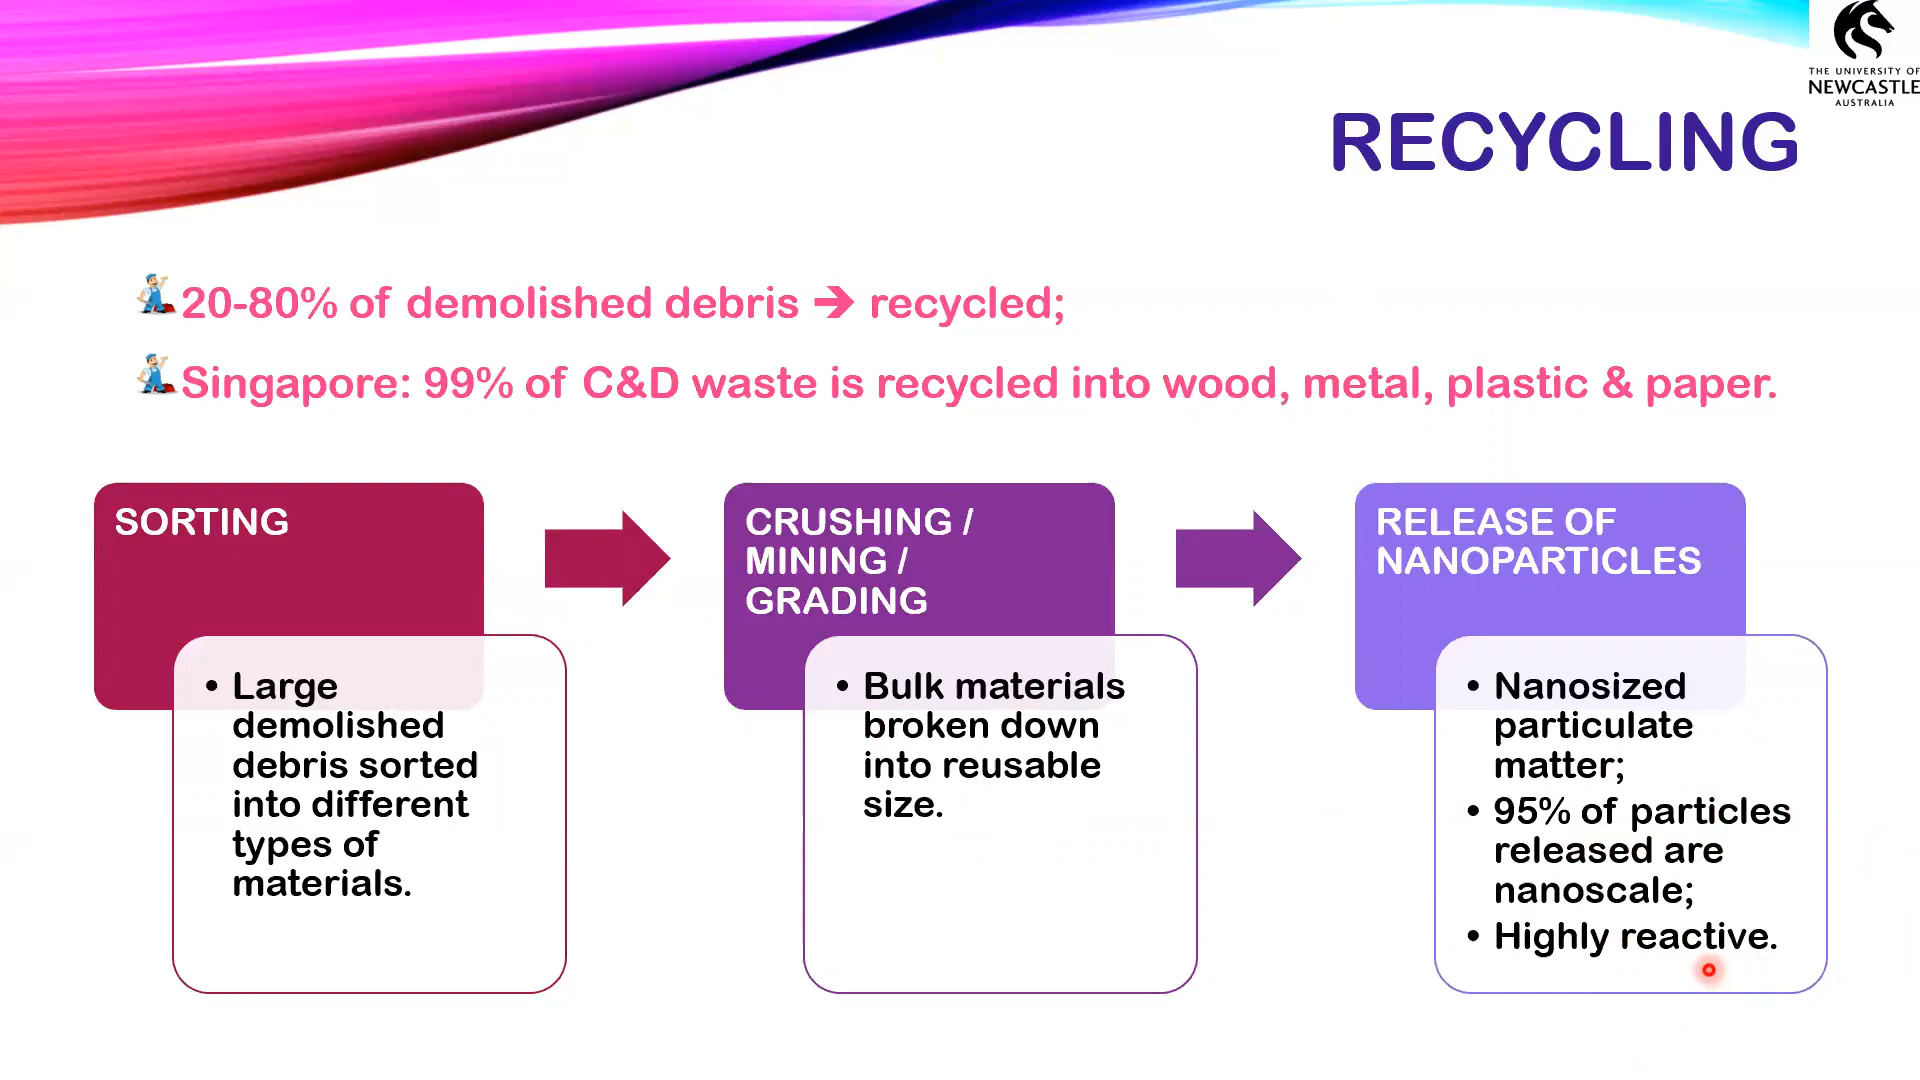 THE UNIVERSITY OF
NEWCASTLE
AUSTRALIA
RECYCLING
20-80% of demolished debris ➔ recycled;
Singapore: 99% of C&D waste is recycled into wood, metal, plastic & paper.
SORTING
• Large
demolished
debris sorted
into different
types of
materials.
CRUSHING /
MINING /
GRADING
• Bulk materials
broken down
into reusable
size.
RELEASE OF
NANOPARTICLES
• Nanosized
particulate
matter;
• 95% of particles
released are
nanoscale;
• Highly reactive.